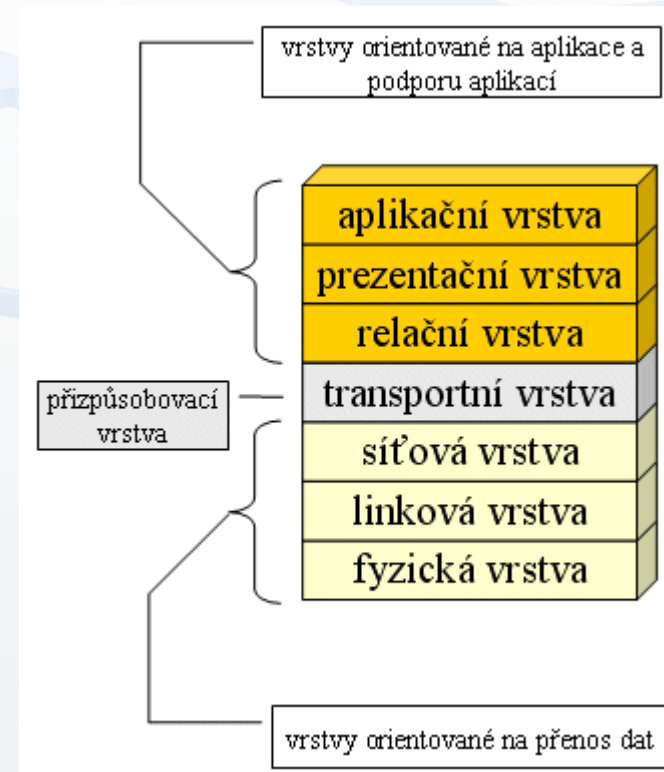 vrstvy orientované na aplikace a
podporu aplikací
aplikační vrstva
prezentační vrstva
relační vrstva
transportní vrstva
přizpůsobovací
vrstva
síťová vrstva
linková vrstva
fyzická vrstva
vrstvy orientované na přenos dat